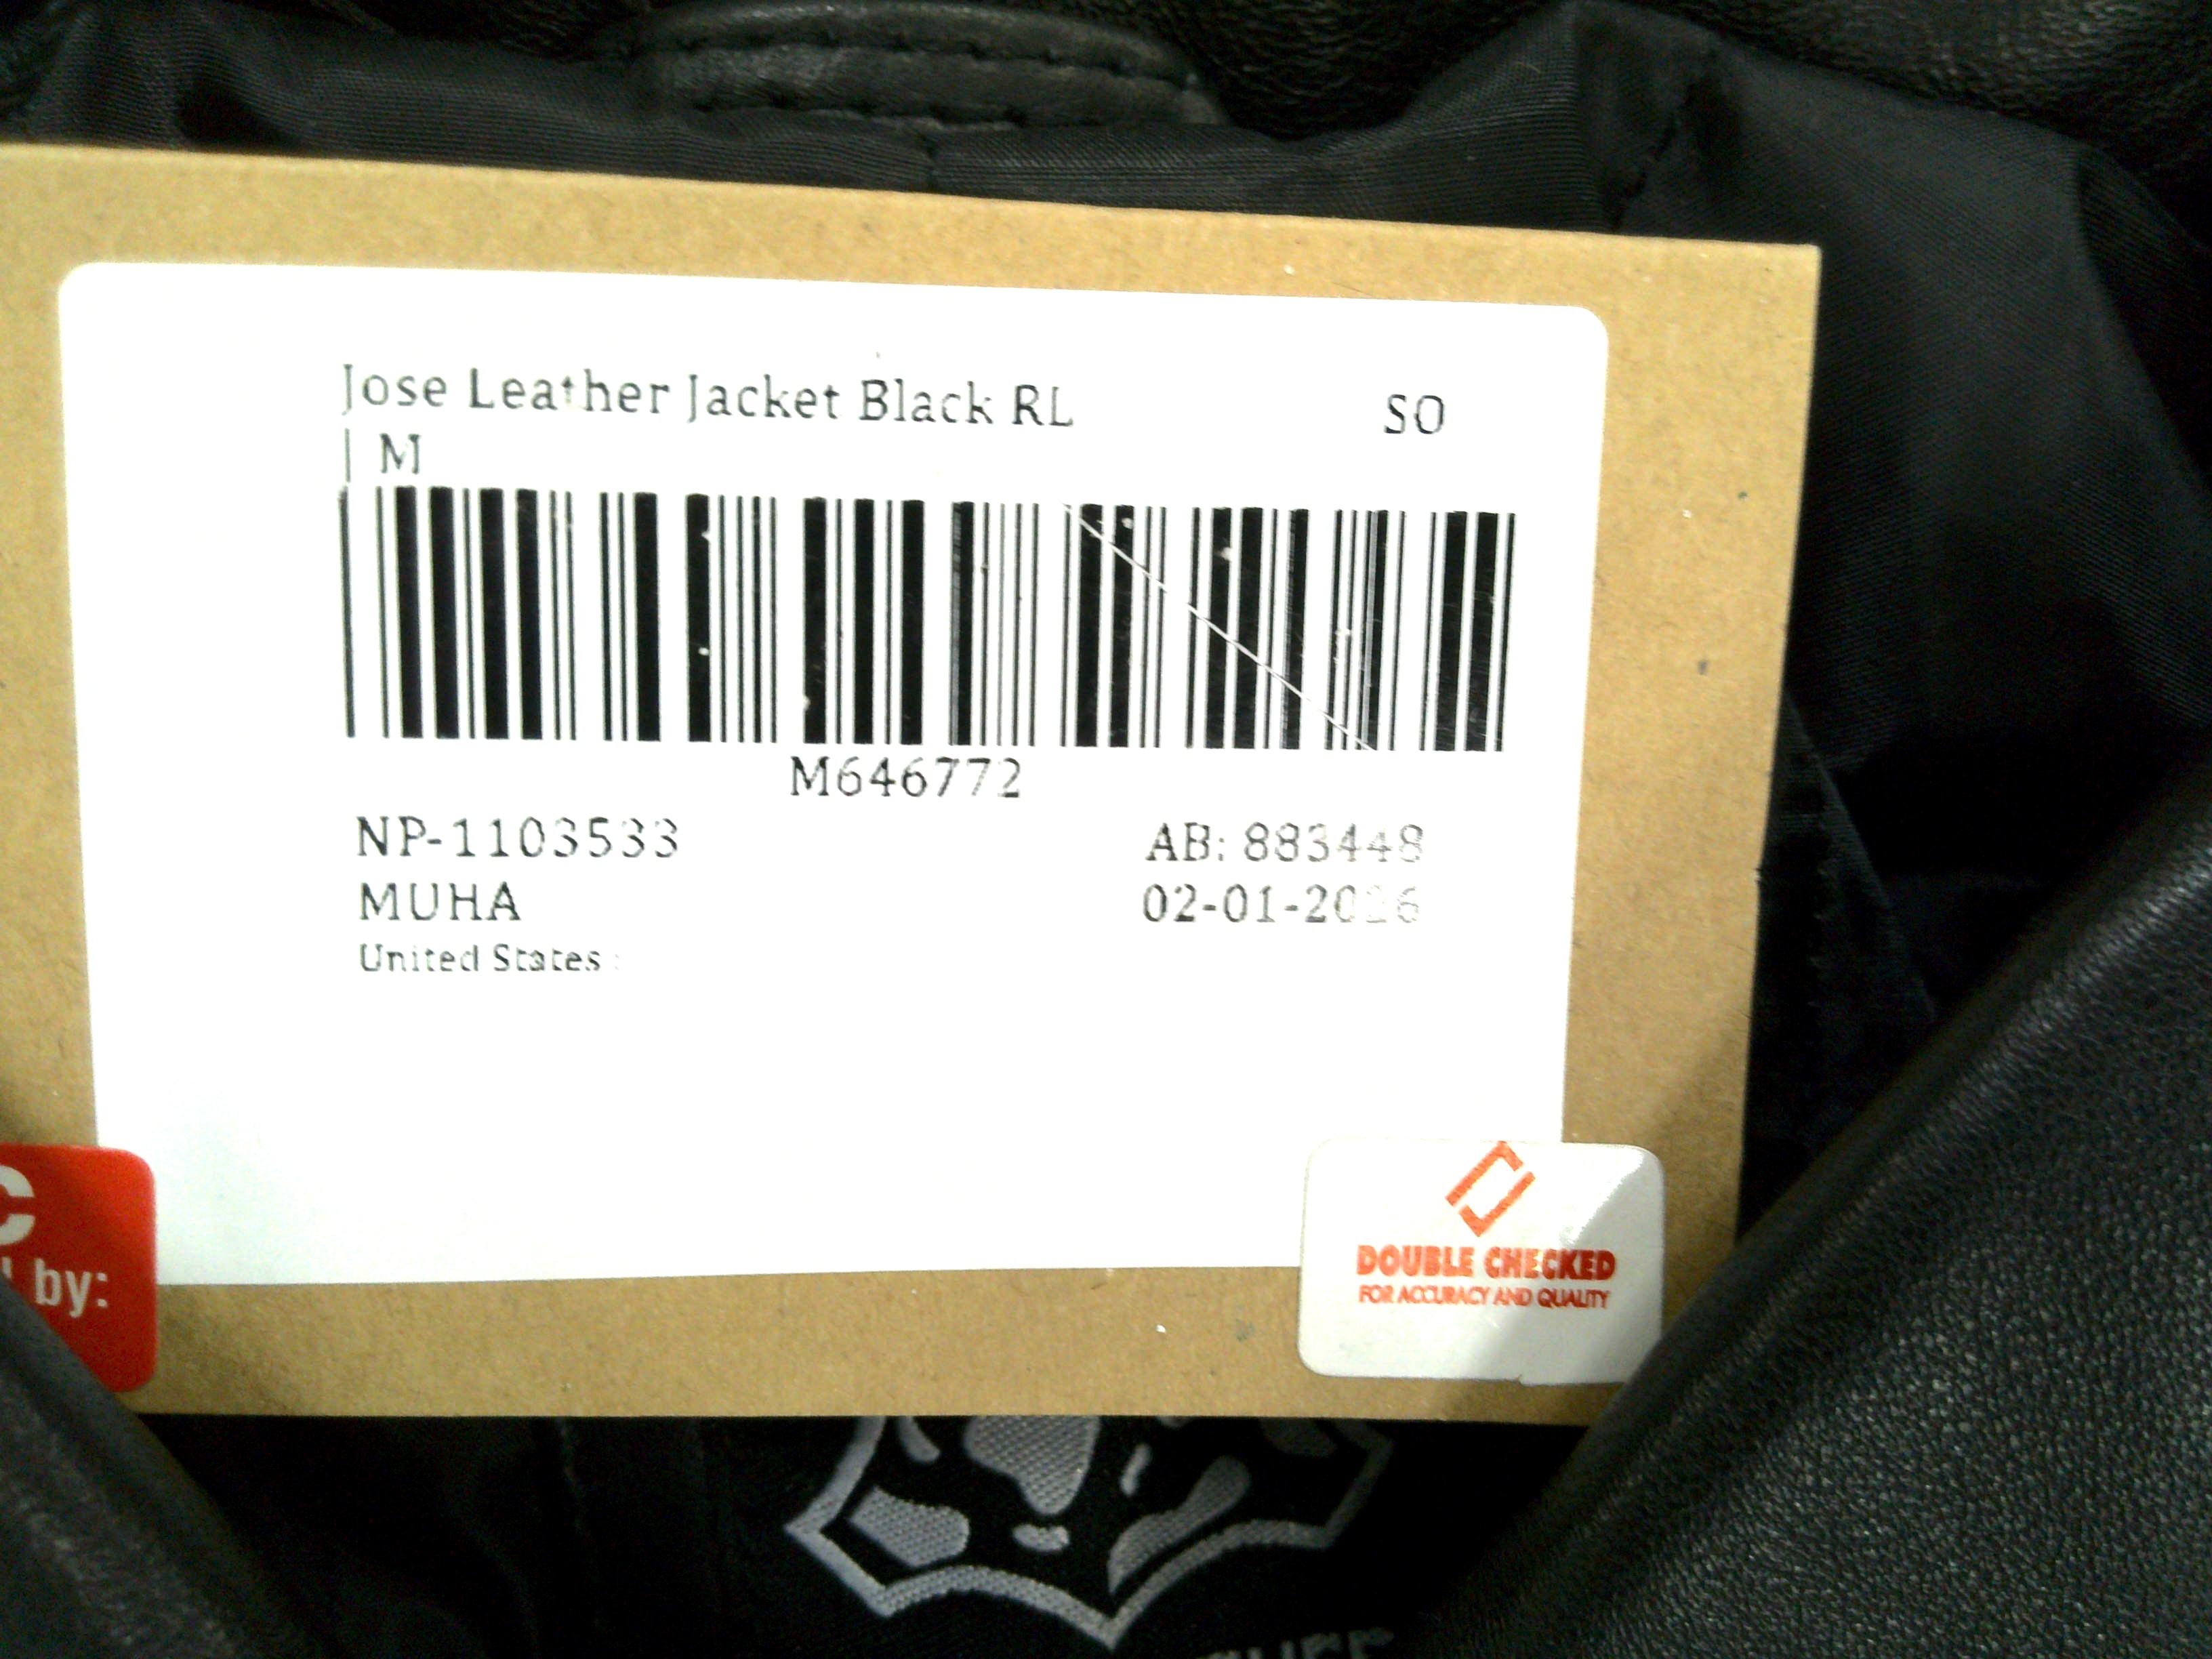 Jose Leather Jacket Black RL SO
| M
M646772
NP-1103533 AB: 883448
MUHA 02-01-2026
United States
C
by:
DOUBLE CHECKED
FOR ACCURACY AND QUALITY